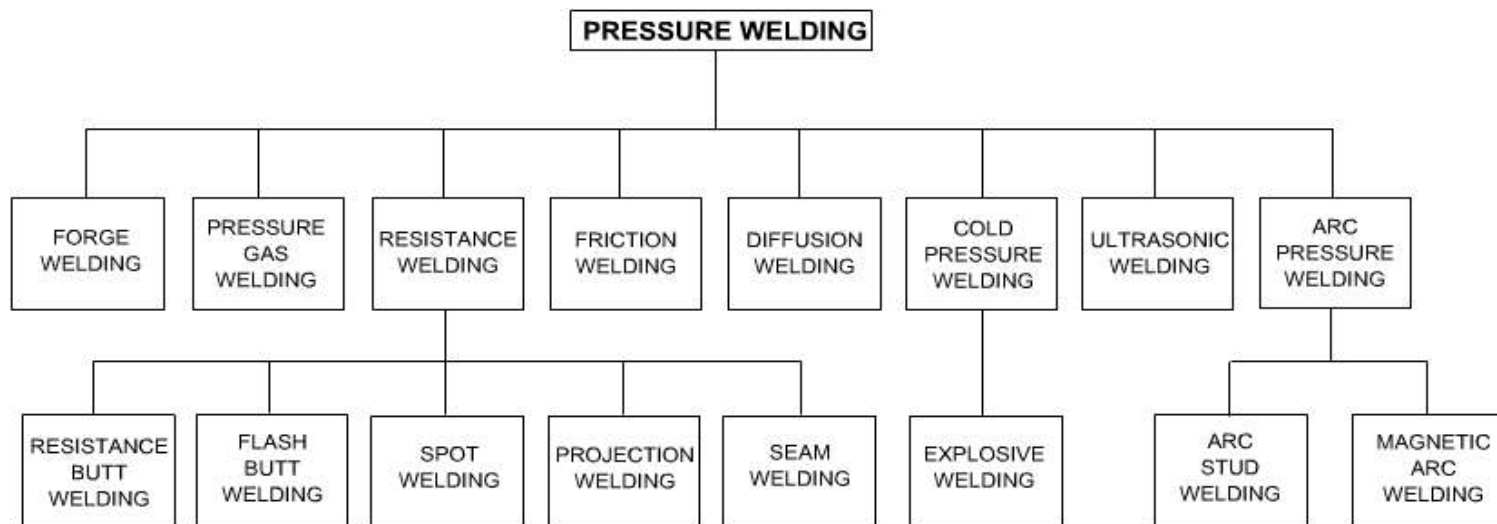 PRESSURE WELDING
FORGE
WELDING
PRESSURE
GAS
WELDING
RESISTANCE
WELDING
FRICTION
WELDING
DIFFUSION
WELDING
COLD
PRESSURE
WELDING
ULTRASONIC
WELDING
ARC
PRESSURE
WELDING
RESISTANCE
BUTT
WELDING
FLASH
BUTT
WELDING
SPOT
WELDING
PROJECTION
WELDING
SEAM
WELDING
EXPLOSIVE
WELDING
ARC
STUD
WELDING
MAGNETIC
ARC
WELDING